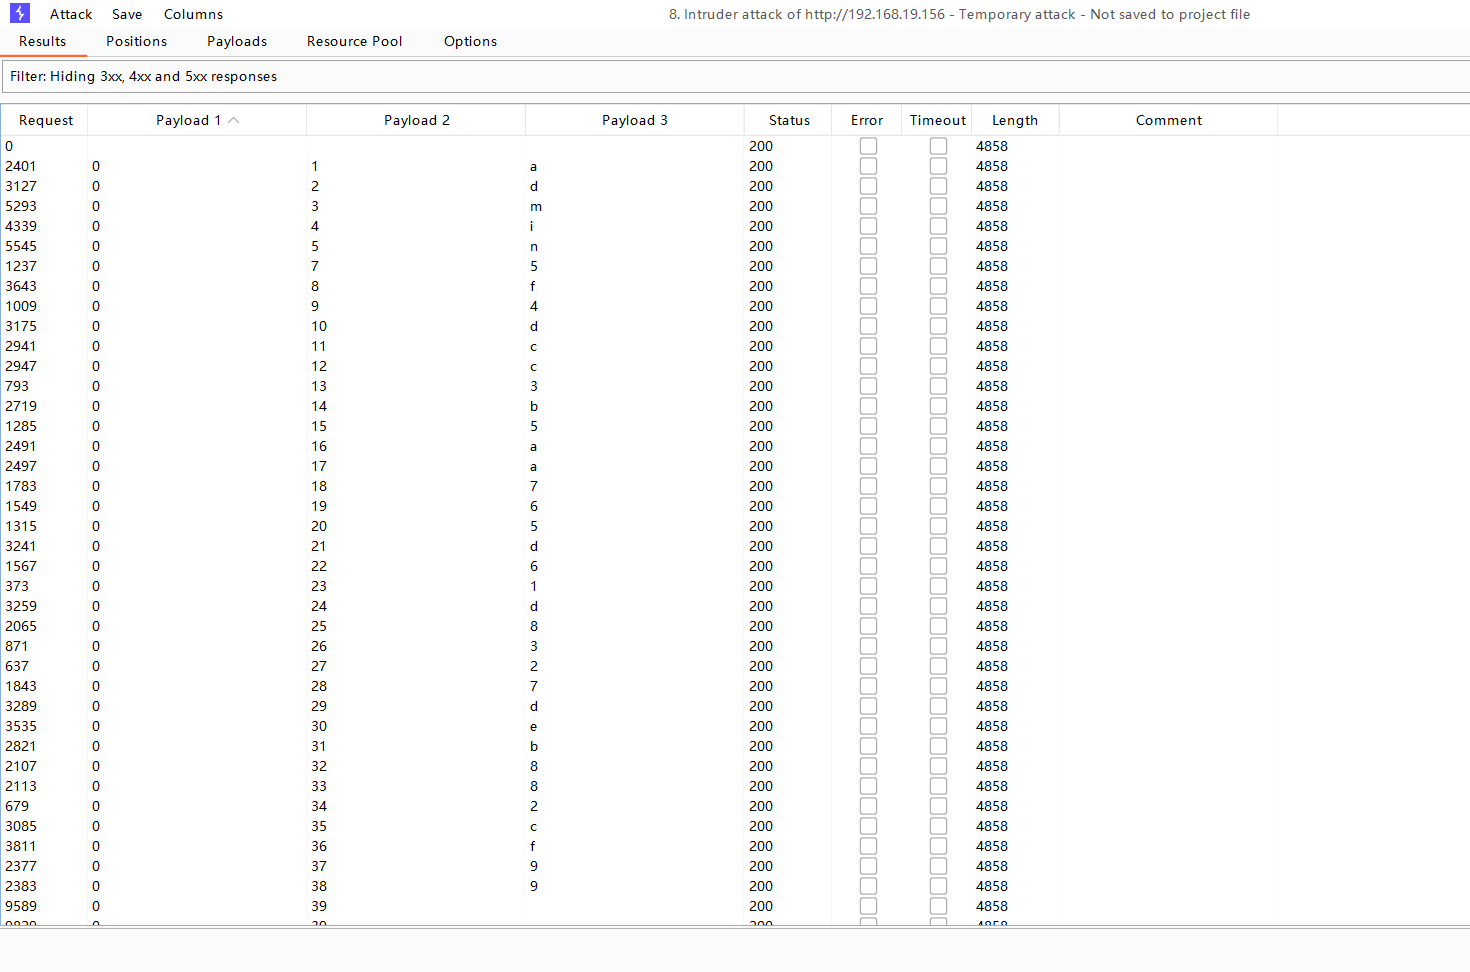 Attack Save Columns 8. Intruder attack of http://192.168.19.156 - Temporary attack - Not saved to project file
Results Positions Payloads Resource Pool Options
Filter: Hiding 3xx, 4xx and 5xx responses
Request Payload 1 Payload 2 Payload 3 Status Error Timeout Length Comment
0 200 4858
2401 0 1 a 200 4858
3127 0 2 d 200 4858
5293 0 3 m 200 4858
4339 0 4 i 200 4858
5545 0 5 n 200 4858
1237 0 7 5 200 4858
3643 0 8 f 200 4858
1009 0 9 4 200 4858
3175 0 10 d 200 4858
2941 0 11 c 200 4858
2947 0 12 c 200 4858
793 0 13 3 200 4858
2719 0 14 b 200 4858
1285 0 15 5 200 4858
2491 0 16 a 200 4858
2497 0 17 a 200 4858
1783 0 18 7 200 4858
1549 0 19 6 200 4858
1315 0 20 5 200 4858
3241 0 21 d 200 4858
1567 0 22 6 200 4858
373 0 23 1 200 4858
3259 0 24 d 200 4858
2065 0 25 8 200 4858
871 0 26 3 200 4858
637 0 27 2 200 4858
1843 0 28 7 200 4858
3289 0 29 d 200 4858
3535 0 30 e 200 4858
2821 0 31 b 200 4858
2107 0 32 8 200 4858
2113 0 33 8 200 4858
679 0 34 2 200 4858
3085 0 35 c 200 4858
3811 0 36 f 200 4858
2377 0 37 9 200 4858
2383 0 38 9 200 4858
9589 0 39 200 4858